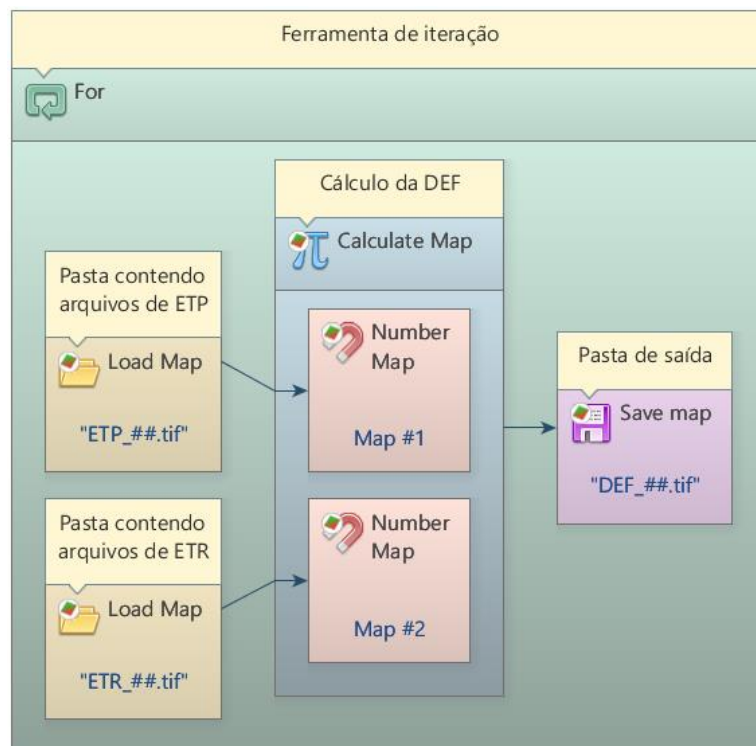 Ferramenta de iteração
For
Cálculo da DEF
Calculate Map
Pasta contendo
arquivos de ETP
Load Map
"ETP_##.tif"
Number
Map
Map #1
Pasta de saída
Save map
"DEF_##.tif"
Pasta contendo
arquivos de ETR
Load Map
"ETR_##.tif"
Number
Map
Map #2